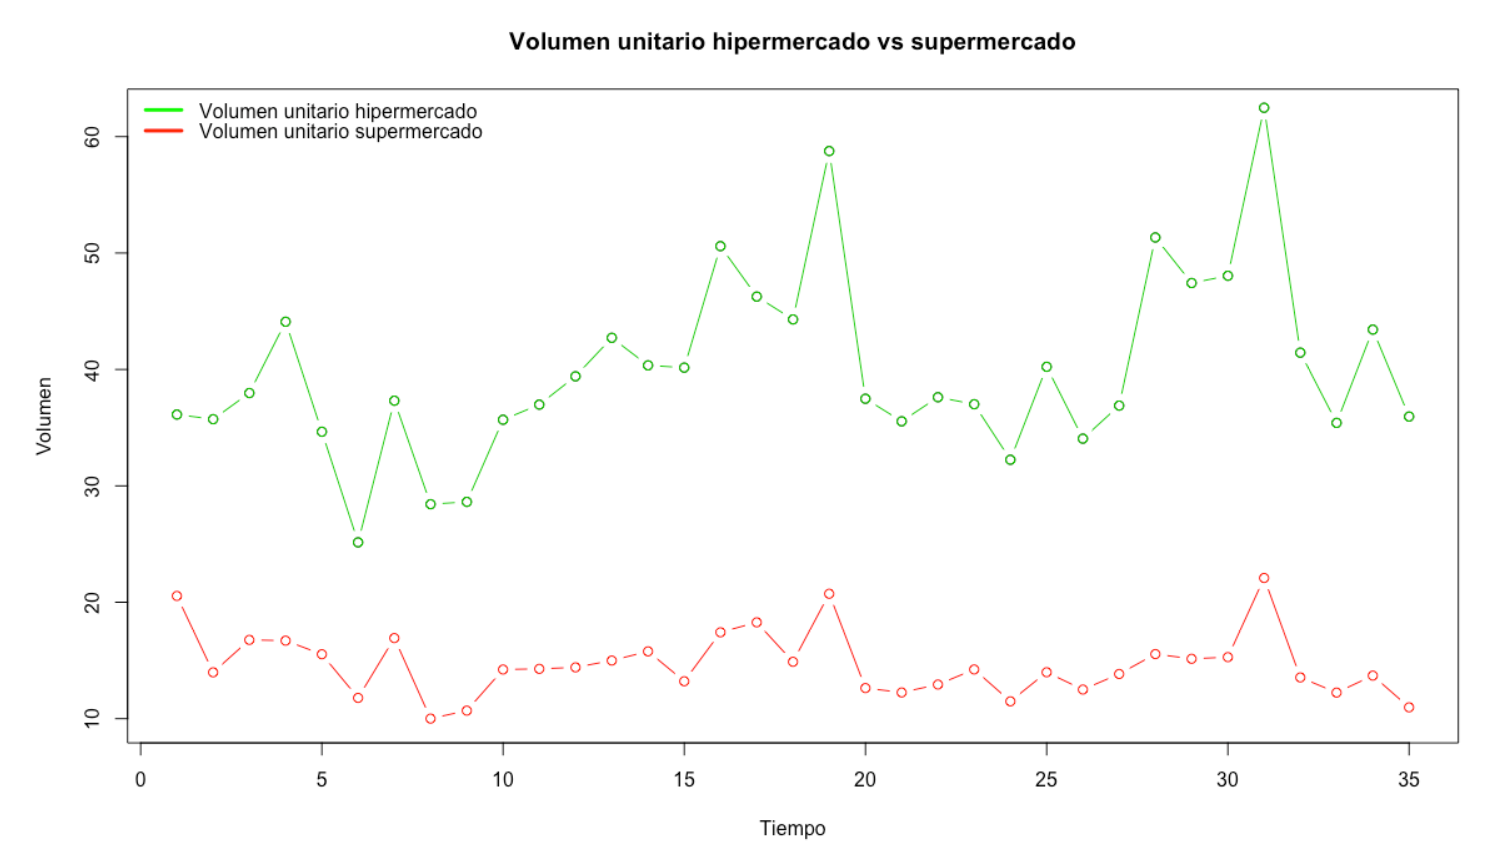 Volumen unitario hipermercado vs supermercado
Volumen unitario hipermercado
Volumen unitario supermercado
Volumen
60
50
40
30
20
10
0 5 10 15 20 25 30 35
Tiempo